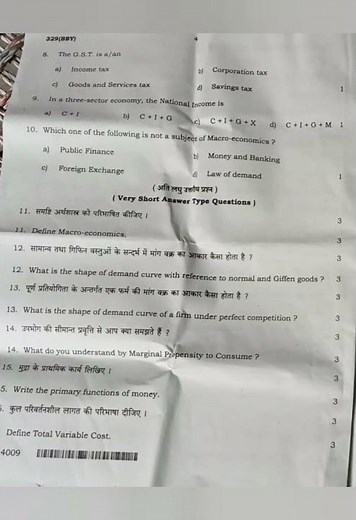 329(BBY)
4
8. The G.S.T. is a/an
a) Income tax
b) Corporation tax
c) Goods and Services tax
d) Savings tax
1
9. In a three-sector economy, the National Income is
a) C + I
b) C + I + G
c) C + I + G + X
d) C + I + G + M
1
10. Which one of the following is not a subject of Macro-economics ?
a) Public Finance
b) Money and Banking
c) Foreign Exchange
d) Law of demand
1
( अति लघु उत्तरीय प्रश्न )
( Very Short Answer Type Questions )
11. समष्टि अर्थशास्त्र को परिभाषित कीजिए ।
3
11. Define Macro-economics.
3
12. सामान्य तथा गिफिन वस्तुओं के सन्दर्भ में मांग वक्र का आकार कैसा होता है ?
3
12. What is the shape of demand curve with reference to normal and Giffen goods ?
3
13. पूर्ण प्रतियोगिता के अन्तर्गत एक फर्म की मांग वक्र का आकार कैसा होता है ?
3
13. What is the shape of demand curve of a firm under perfect competition ?
3
14. उपभोग की सीमान्त प्रवृत्ति से आप क्या समझते हैं ?
3
14. What do you understand by Marginal Propensity to Consume ?
3
15. मुद्रा के प्राथमिक कार्य लिखिए ।
3
5. Write the primary functions of money.
3
कुल परिवर्तनशील लागत की परिभाषा दीजिए ।
3
Define Total Variable Cost.
3
4009